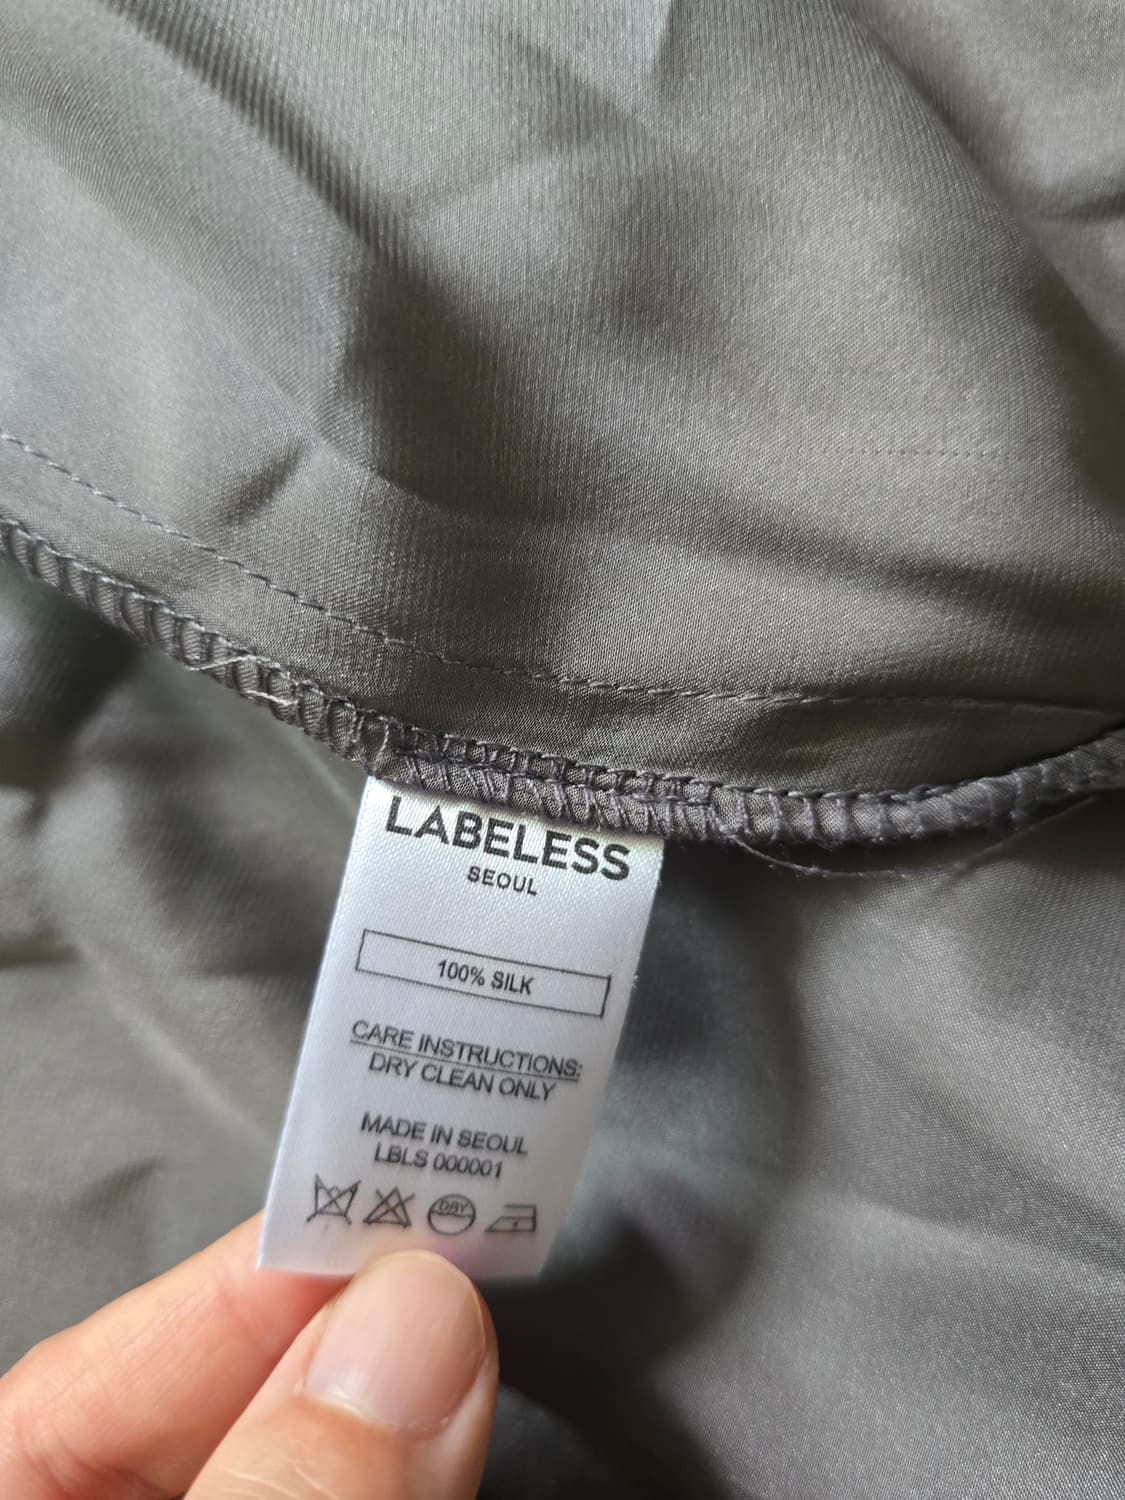 LABELESS
SEOUL
100% SILK
CARE INSTRUCTIONS:
DRY CLEAN ONLY
MADE IN SEOUL
LBLS 000001
DRY